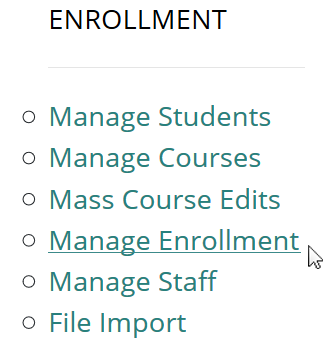 ENROLLMENT
Manage Students
Manage Courses
Mass Course Edits
Manage Enrollment
Manage Staff
File Import